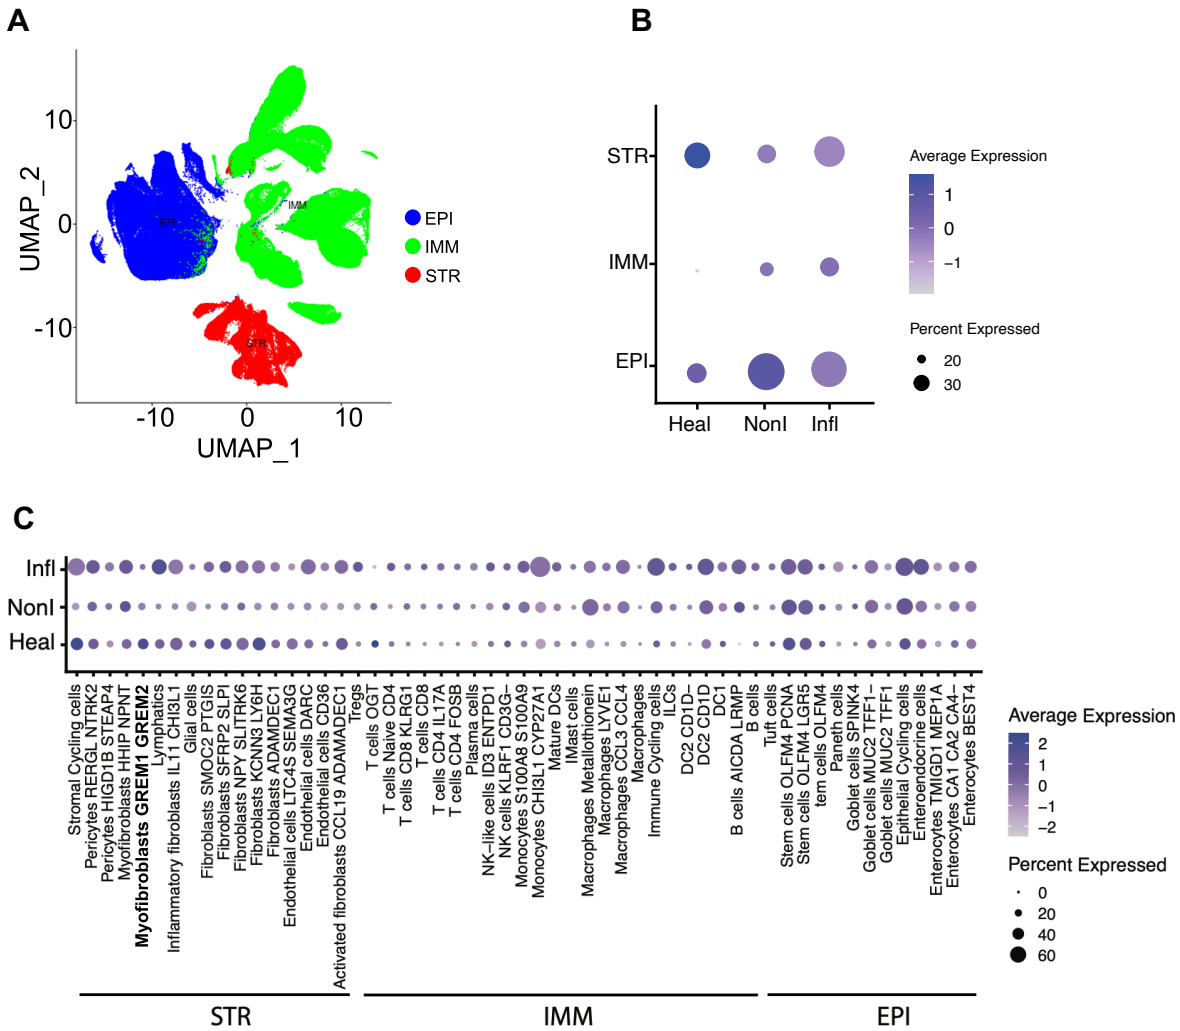 A
10
0
-10
UMAP_2
-10
0
10
UMAP_1
EPI
IMM
STR
EPI
IMM
STR
B
STR
IMM
EPI
Heal
NonI
Infl
Average Expression
1
0
−1
Percent Expressed
20
30
C
Infl
NonI
Heal
Stromal Cycling cells
Pericytes RERGL NTRK2
Pericytes HIGD1B STEAP4
Myofibroblasts HHIP NPNT
Myofibroblasts GREM1 GREM2
Lymphatics
Inflammatory fibroblasts IL11 CHI3L1
Glial cells
Fibroblasts SMOC2 PTGIS
Fibroblasts SFRP2 SLPI
Fibroblasts NPY SLITRK6
Fibroblasts KCNN3 LY6H
Fibroblasts ADAMDEC1
Endothelial cells LTC4S SEMA3G
Endothelial cells DARC
Endothelial cells CD36
Activated fibroblasts CCL19 ADAMADEC1
Tregs
T cells OGT
T cells Naive CD4
T cells CD8 KLRG1
T cells CD8
T cells CD4 IL17A
T cells CD4 FOSB
Plasma cells
NK−like cells ID3 ENTPD1
NK cells KLRF1 CD3G−
Monocytes S100A8 S100A9
Monocytes CHI3L1 CYP27A1
Mature DCs
IMast cells
Macrophages Metallothionein
Macrophages LYVE1
Macrophages CCL3 CCL4
Macrophages
Immune Cycling cells
ILCs
DC2 CD1D−
DC2 CD1D
DC1
B cells AICDA LRMP
B cells
Tuft cells
Stem cells OLFM4 PCNA
Stem cells OLFM4 LGR5
tem cells OLFM4
Paneth cells
Goblet cells SPINK4
Goblet cells MUC2 TFF1−
Goblet cells MUC2 TFF1
Epithelial Cycling cells
Enteroendocrine cells
Enterocytes TMIGD1 MEP1A
Enterocytes CA1 CA2 CA4−
Enterocytes BEST4
STR
IMM
EPI
Average Expression
2
1
0
−1
−2
Percent Expressed
0
20
40
60